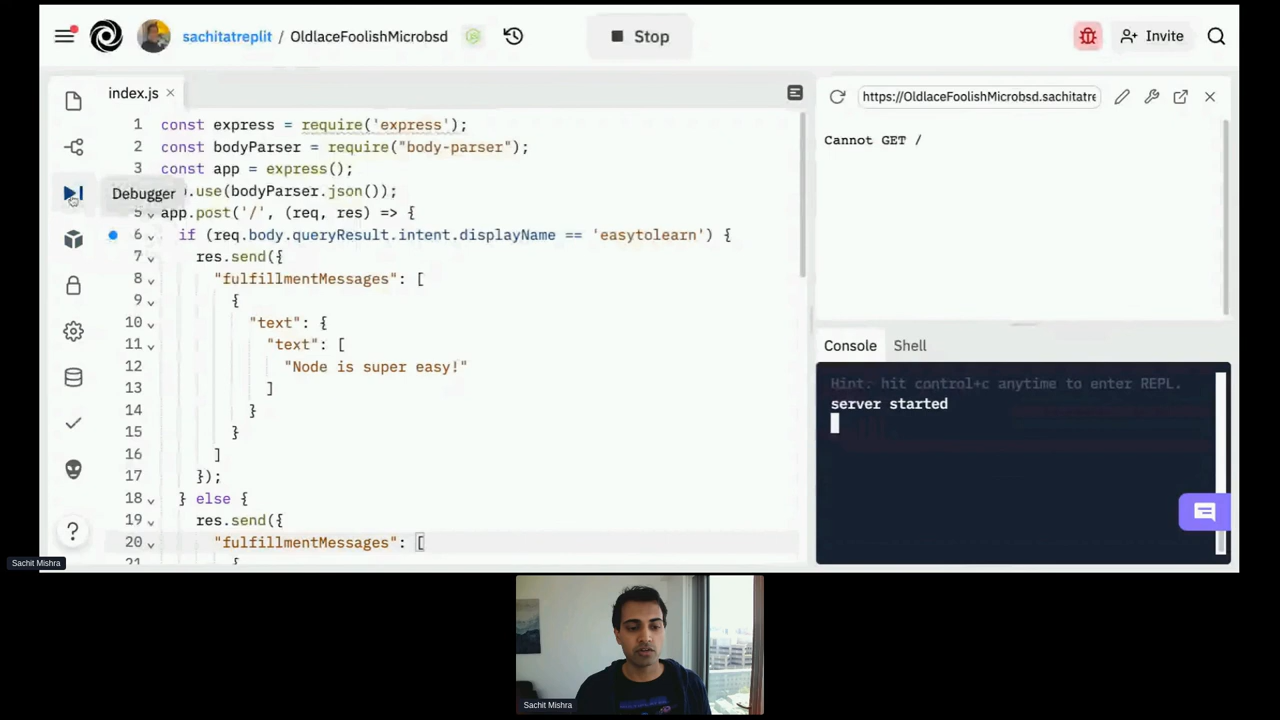 sachitatreplit / OldlaceFoolishMicrobsd
Stop
Invite
index.js
Debugger
1 const express = require('express');
2 const bodyParser = require("body-parser");
3 const app = express();
.use(bodyParser.json());
5 app.post('/', (req, res) => {
6 if (req.body.queryResult.intent.displayName == 'easytolearn') {
7 res.send({
8 "fulfillmentMessages": [
9 {
10 "text": {
11 "text": [
12 "Node is super easy!"
13 ]
14 }
15 }
16 ]
17 });
18 } else {
19 res.send({
20 "fulfillmentMessages": [
21 {
?
https://OldlaceFoolishMicrobsd.sachitatre
Cannot GET /
Console Shell
Hint: hit control+c anytime to enter REPL.
server started
Sachit Mishra
Sachit Mishra